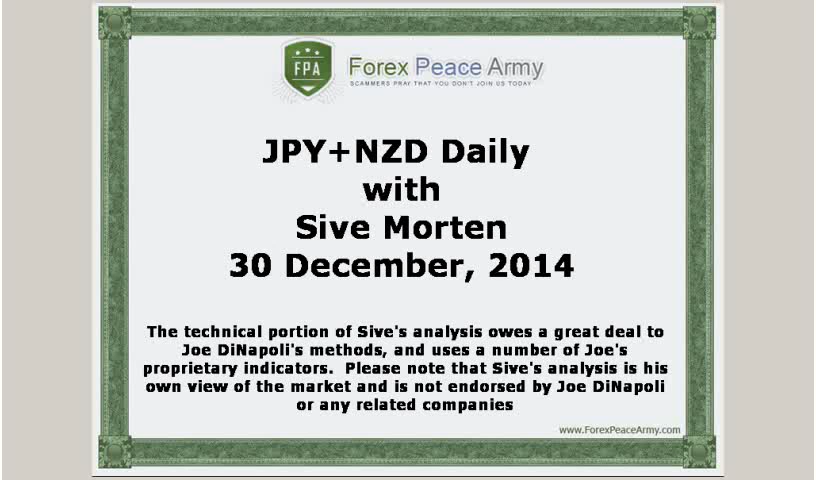 FPA
Forex Peace Army
SCAMMERS PRAY THAT YOU DON'T JOIN US TODAY
JPY+NZD Daily
with
Sive Morten
30 December, 2014
The technical portion of Sive's analysis owes a great deal to
Joe DiNapoli's methods, and uses a number of Joe's
proprietary indicators.  Please note that Sive's analysis is his
own view of the market and is not endorsed by Joe DiNapoli
or any related companies
www.ForexPeaceArmy.com